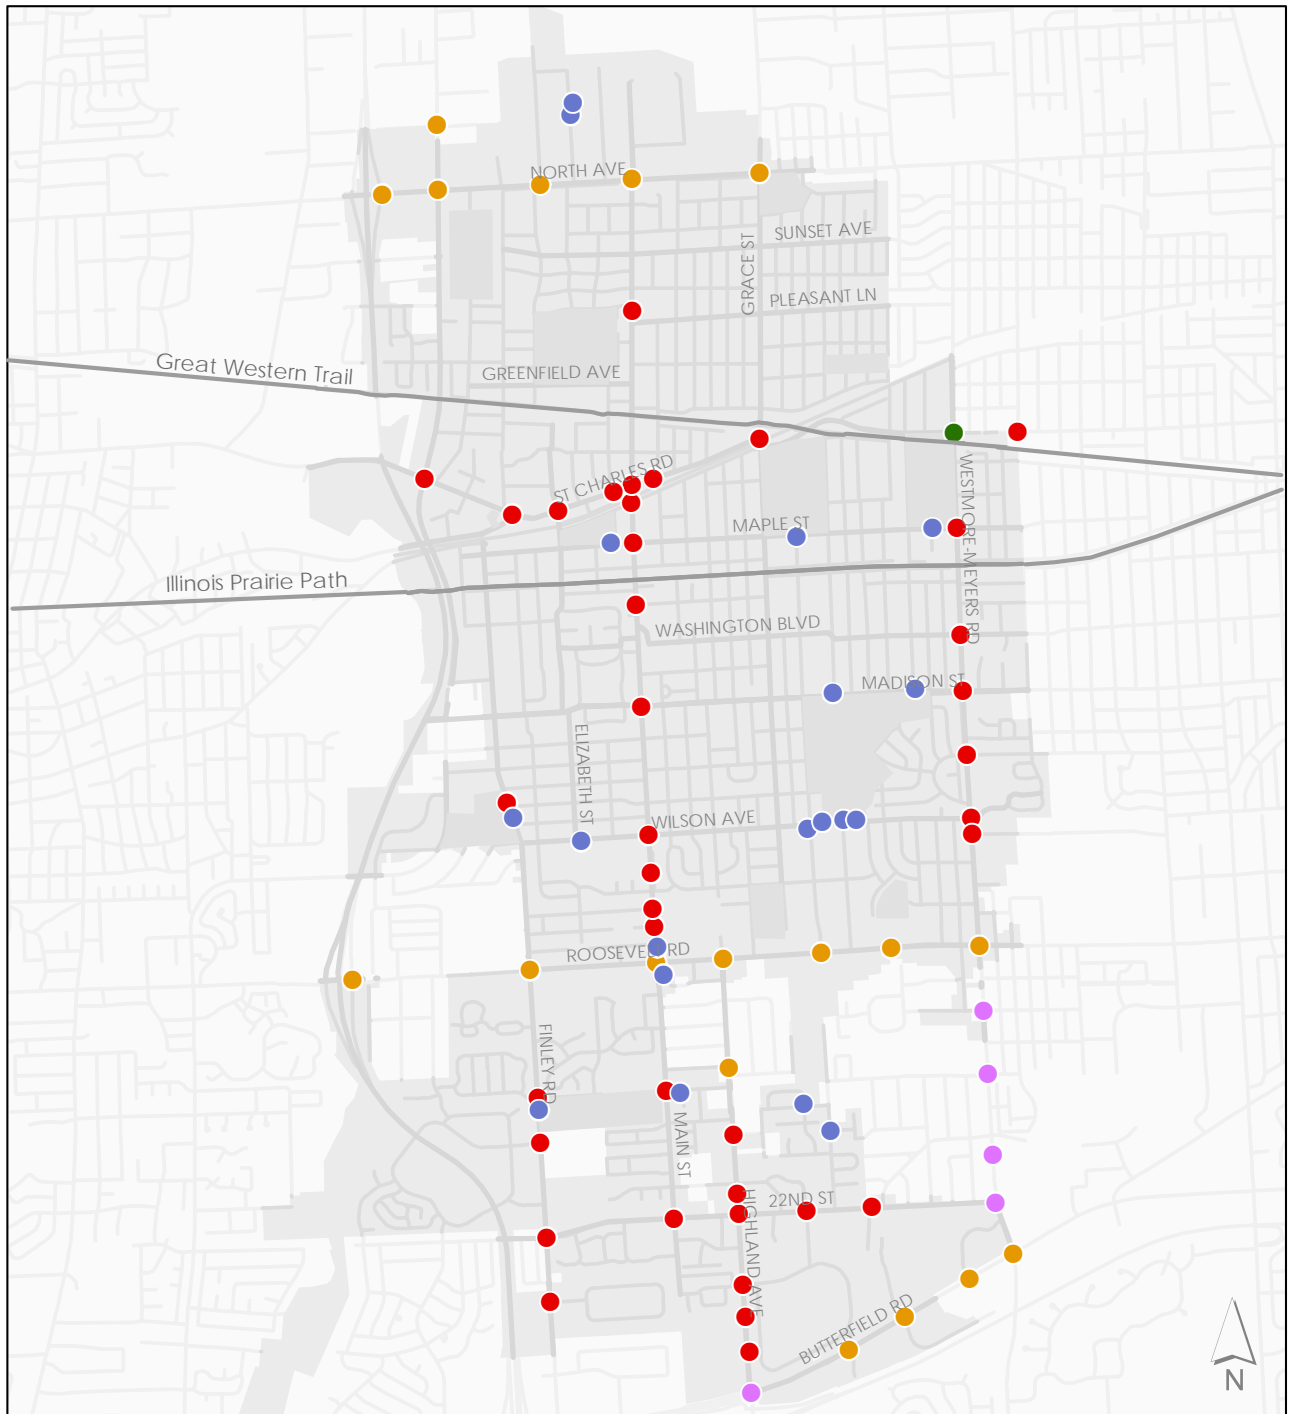 NORTH AVE
SUNSET AVE
GRACE ST
PLEASANT LN
Great Western Trail
GREENFIELD AVE
ST CHARLES RD
WESTMORE-MEYERS RD
MAPLE ST
Illinois Prairie Path
WASHINGTON BLVD
MADISON ST
ELIZABETH ST
WILSON AVE
ROOSEVELT RD
FINLEY RD
MAIN ST
22ND ST
HIGHLAND AVE
BUTTERFIELD RD
N